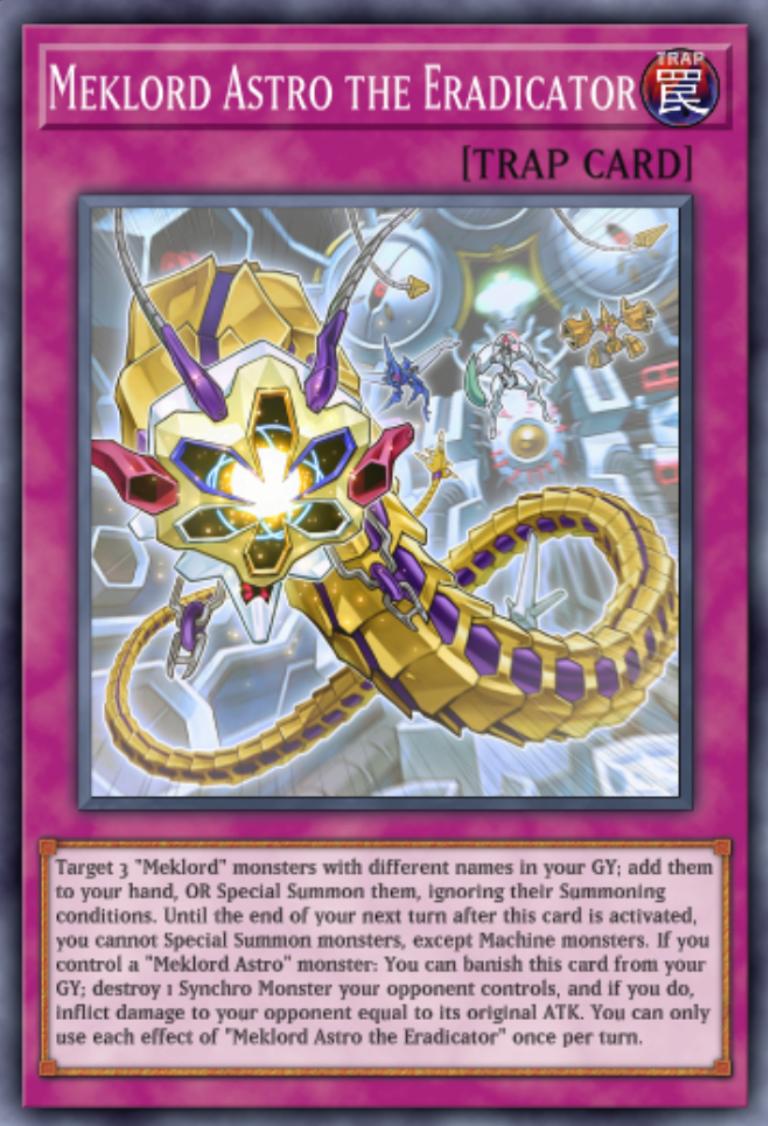 MEKLORD ASTRO THE ERADICATOR
TRAP
罠
[TRAP CARD]
Target 3 "Meklord" monsters with different names in your GY; add them
to your hand, OR Special Summon them, ignoring their Summoning
conditions. Until the end of your next turn after this card is activated,
you cannot Special Summon monsters, except Machine monsters. If you
control a "Meklord Astro" monster: You can banish this card from your
GY; destroy 1 Synchro Monster your opponent controls, and if you do,
inflict damage to your opponent equal to its original ATK. You can only
use each effect of "Meklord Astro the Eradicator" once per turn.